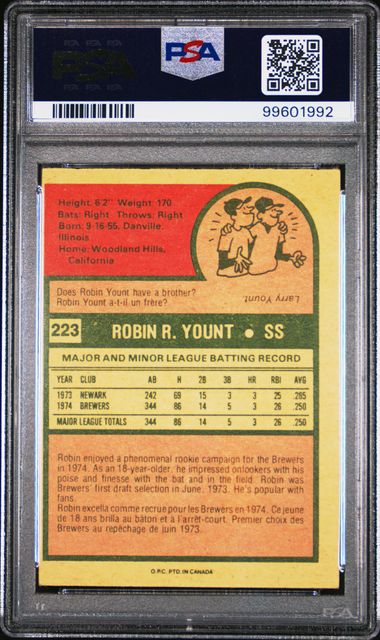 PSA
PSA
99601992
Height: 6'2" Weight: 170
Bats: Right Throws: Right
Born: 9-16-55, Danville,
Illinois
Home: Woodland Hills,
California
Larry Yount
Does Robin Yount have a brother?
Robin Yount a-t-il un frère?
223 ROBIN R. YOUNT • SS
MAJOR AND MINOR LEAGUE BATTING RECORD
YEAR CLUB AB H 2B 3B HR RBI AVG
1973 NEWARK 242 69 15 3 3 25 .285
1974 BREWERS 344 86 14 5 3 26 .250
MAJOR LEAGUE TOTALS 344 86 14 5 3 26 .250
Robin enjoyed a phenomenal rookie campaign for the Brewers
in 1974. As an 18-year-older, he impressed onlookers with his
poise and finesse with the bat and in the field. Robin was
Brewers' first draft selection in June, 1973. He's popular with
fans.
Robin excella comme recrue pour les Brewers en 1974. Ce jeune
de 18 ans brilla au bâton et à l'arrêt-court. Premier choix des
Brewers au repêchage de juin 1973.
O.P.C. PTD. IN CANADA